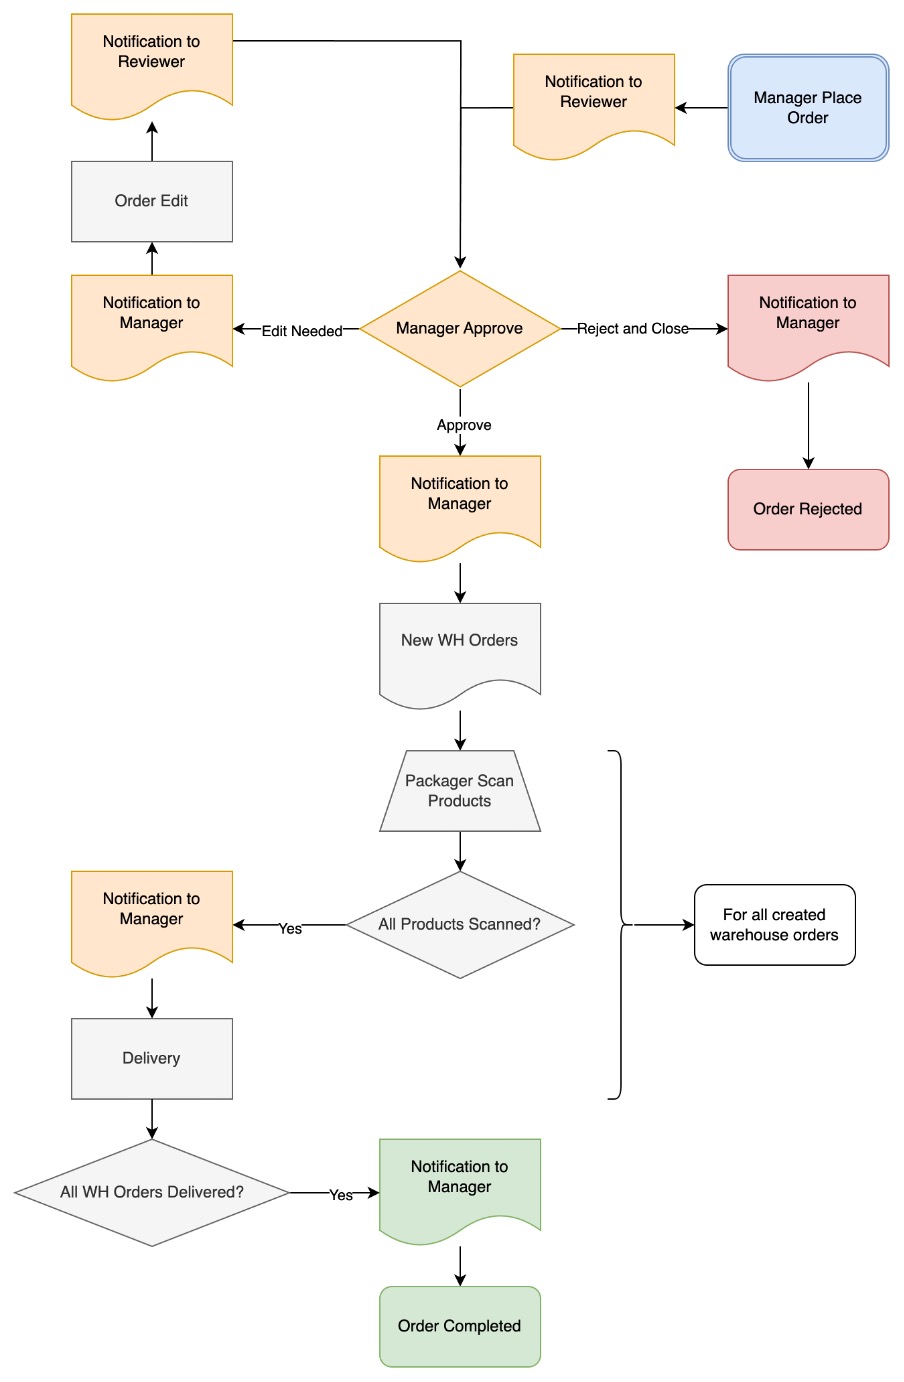 Notification to
Reviewer
Notification to
Reviewer
Manager Place
Order
Order Edit
Notification to
Manager
Edit Needed
Manager Approve
Reject and Close
Notification to
Manager
Approve
Notification to
Manager
Order Rejected
New WH Orders
Packager Scan
Products
Notification to
Manager
Yes
All Products Scanned?
For all created
warehouse orders
Delivery
All WH Orders Delivered?
Yes
Notification to
Manager
Order Completed